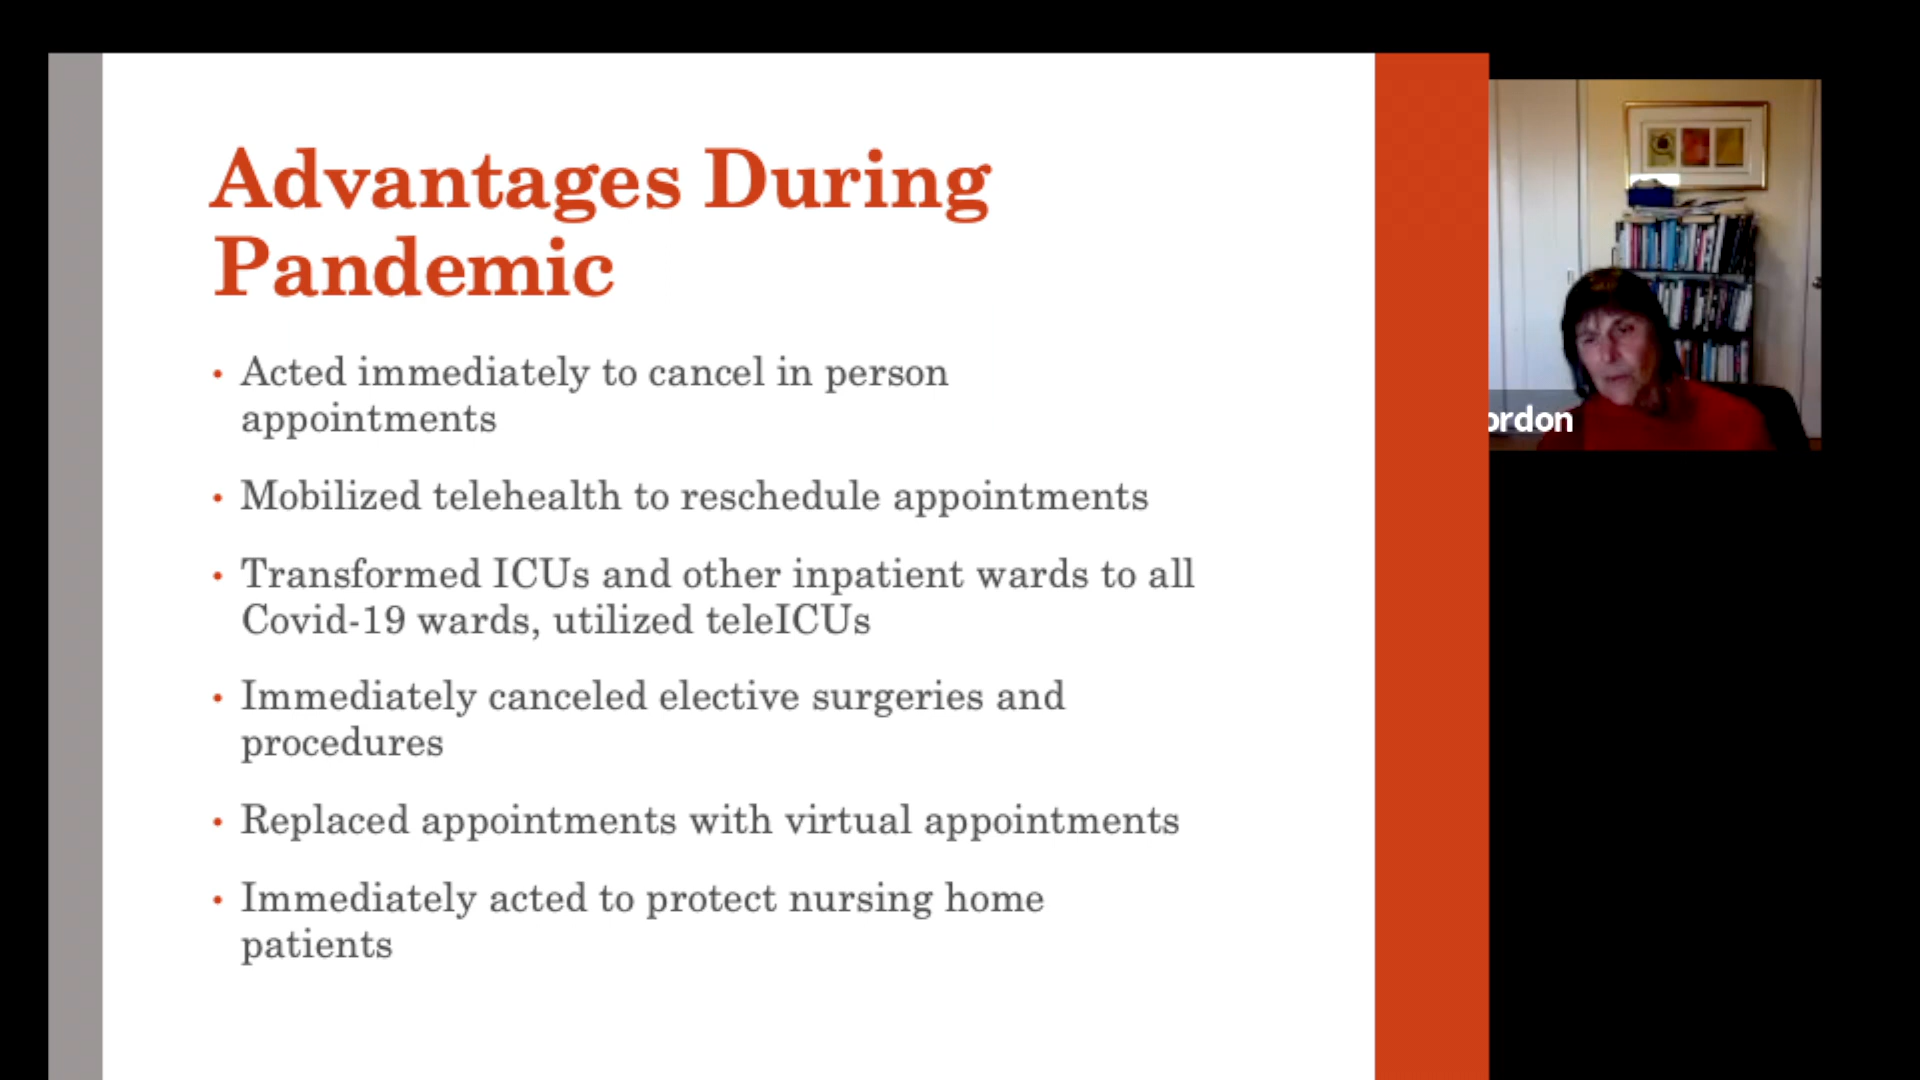 Advantages During
Pandemic
• Acted immediately to cancel in person
appointments
• Mobilized telehealth to reschedule appointments
• Transformed ICUs and other inpatient wards to all
Covid-19 wards, utilized teleICUs
• Immediately canceled elective surgeries and
procedures
• Replaced appointments with virtual appointments
• Immediately acted to protect nursing home
patients
ordon